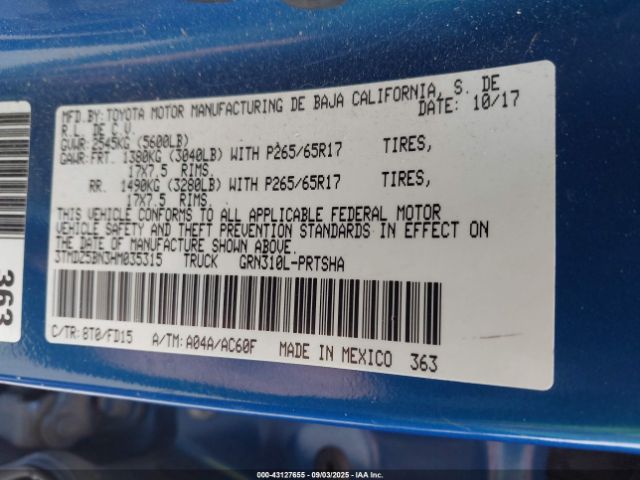 MFD.BY: TOYOTA MOTOR MANUFACTURING DE BAJA CALIFORNIA, S. DE
R.L. DE C.V. DATE: 10/17
GVWR: 2545KG (5600LB)
GAWR: FRT. 1380KG (3040LB) WITH P265/65R17 TIRES,
17X7.5 RIMS.
RR. 1490KG (3280LB) WITH P265/65R17 TIRES,
17X7.5 RIMS.
THIS VEHICLE CONFORMS TO ALL APPLICABLE FEDERAL MOTOR
VEHICLE SAFETY AND THEFT PREVENTION STANDARDS IN EFFECT ON
THE DATE OF MANUFACTURE SHOWN ABOVE.
3TMDZ5BN3HM035315 TRUCK GRN310L-PRTSHA
C/TR: 8T0/FD15 A/TM: A04A/AC60F MADE IN MEXICO 363
363
000-43127655 - 09/03/2025 - IAAI.COM